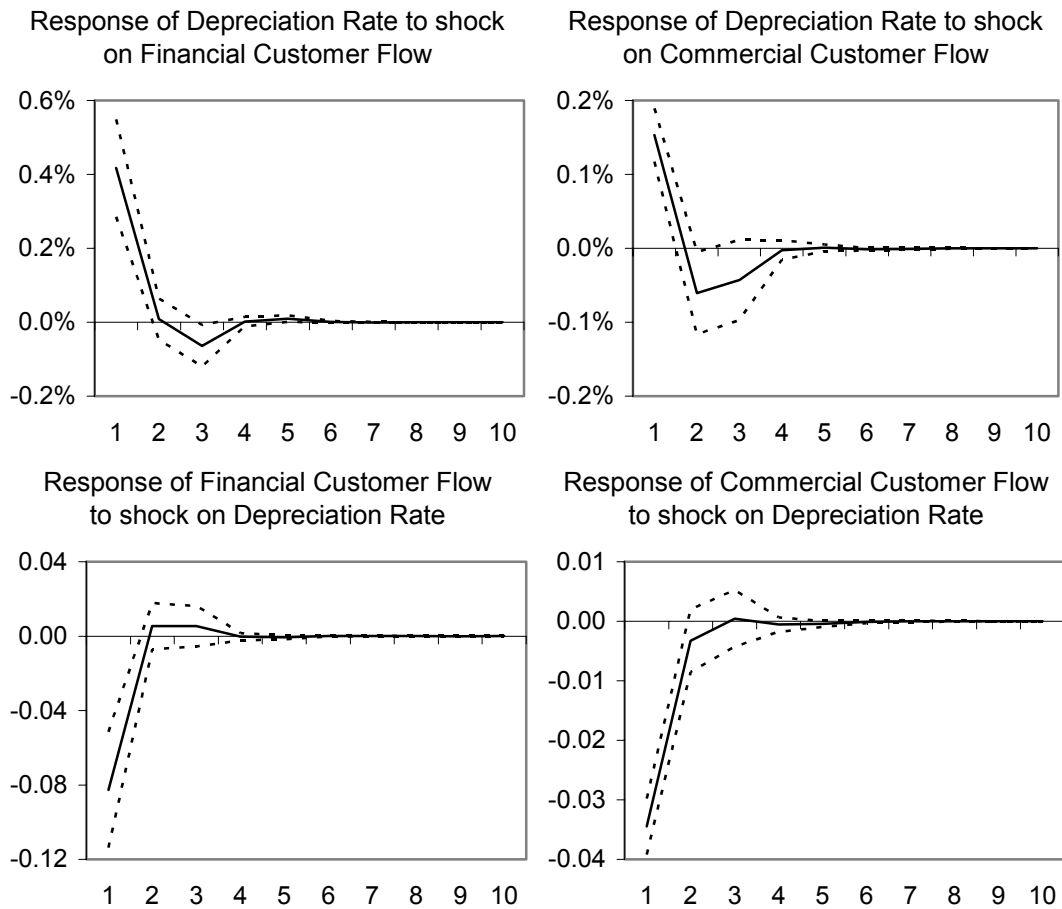 Response of Depreciation Rate to shock
on Financial Customer Flow
0.6%
0.4%
0.2%
0.0%
-0.2%
1 2 3 4 5 6 7 8 9 10
Response of Depreciation Rate to shock
on Commercial Customer Flow
0.2%
0.1%
0.0%
-0.1%
-0.2%
1 2 3 4 5 6 7 8 9 10
Response of Financial Customer Flow
to shock on Depreciation Rate
0.04
0.00
-0.04
-0.08
-0.12
1 2 3 4 5 6 7 8 9 10
Response of Commercial Customer Flow
to shock on Depreciation Rate
0.01
0.00
-0.01
-0.02
-0.03
-0.04
1 2 3 4 5 6 7 8 9 10